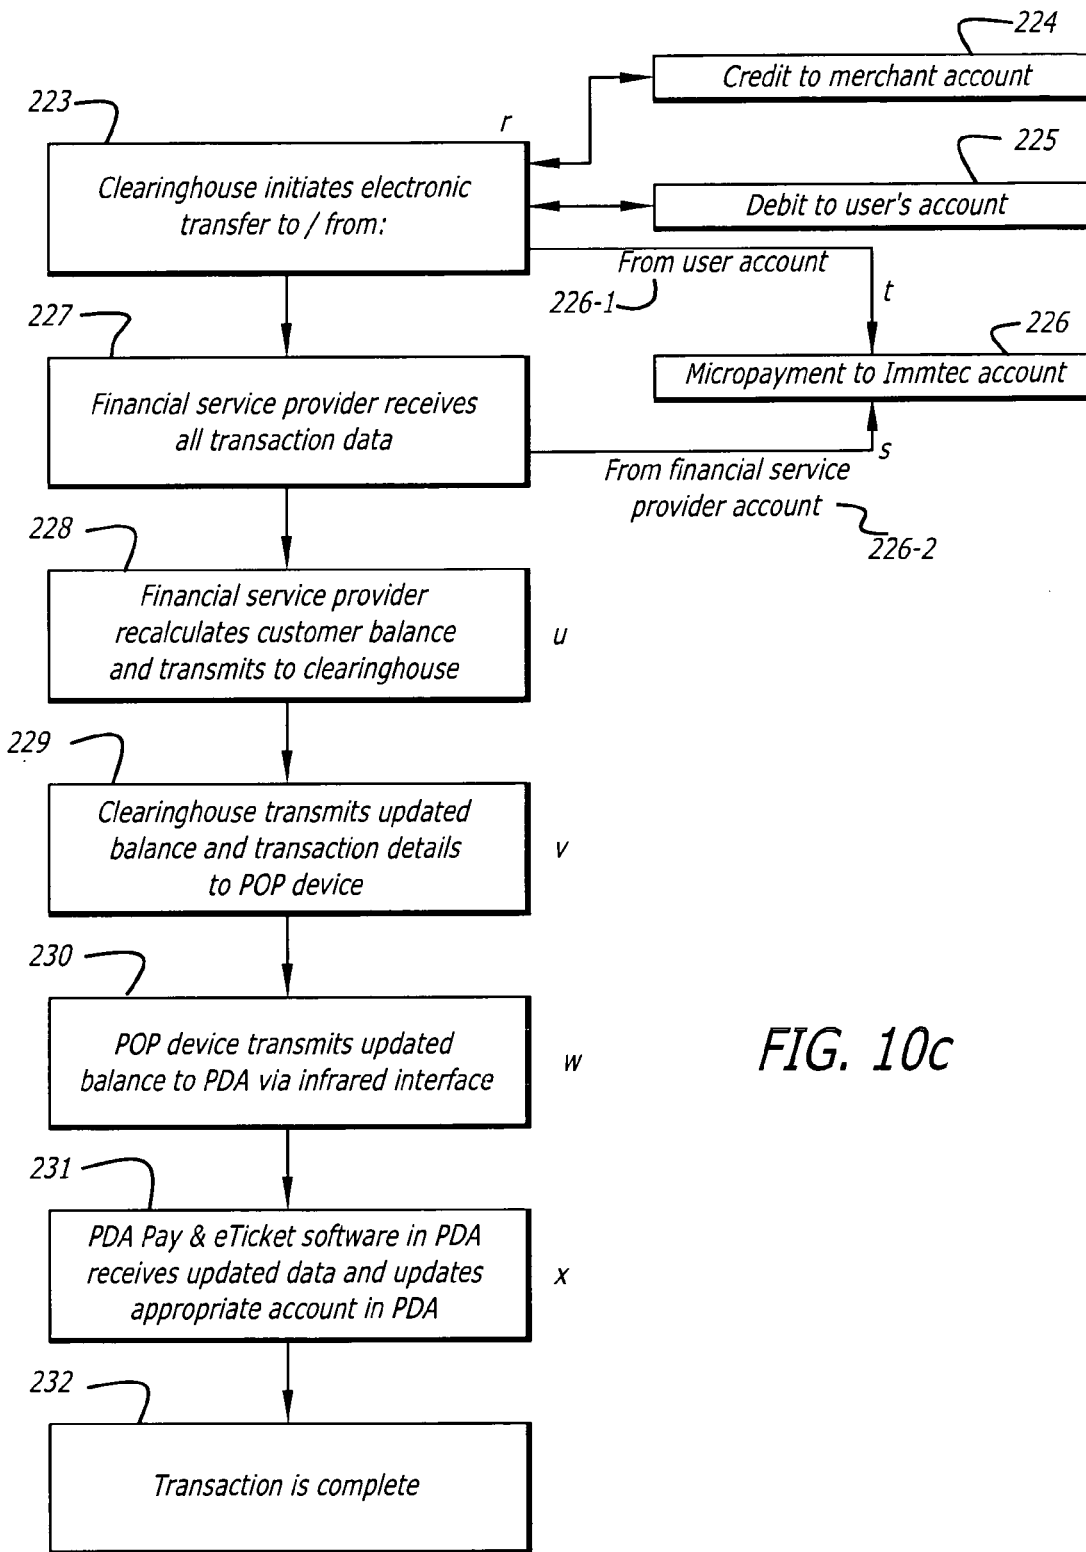 224
Credit to merchant account
223
r
Clearinghouse initiates electronic
transfer to / from:
225
Debit to user's account
From user account
226-1
t
227
226
Micropayment to Immtec account
Financial service provider receives
all transaction data
s
From financial service
provider account
226-2
228
Financial service provider
recalculates customer balance
and transmits to clearinghouse
u
229
Clearinghouse transmits updated
balance and transaction details
to POP device
v
230
POP device transmits updated
balance to PDA via infrared interface
w
FIG. 10c
231
PDA Pay & eTicket software in PDA
receives updated data and updates
appropriate account in PDA
x
232
Transaction is complete